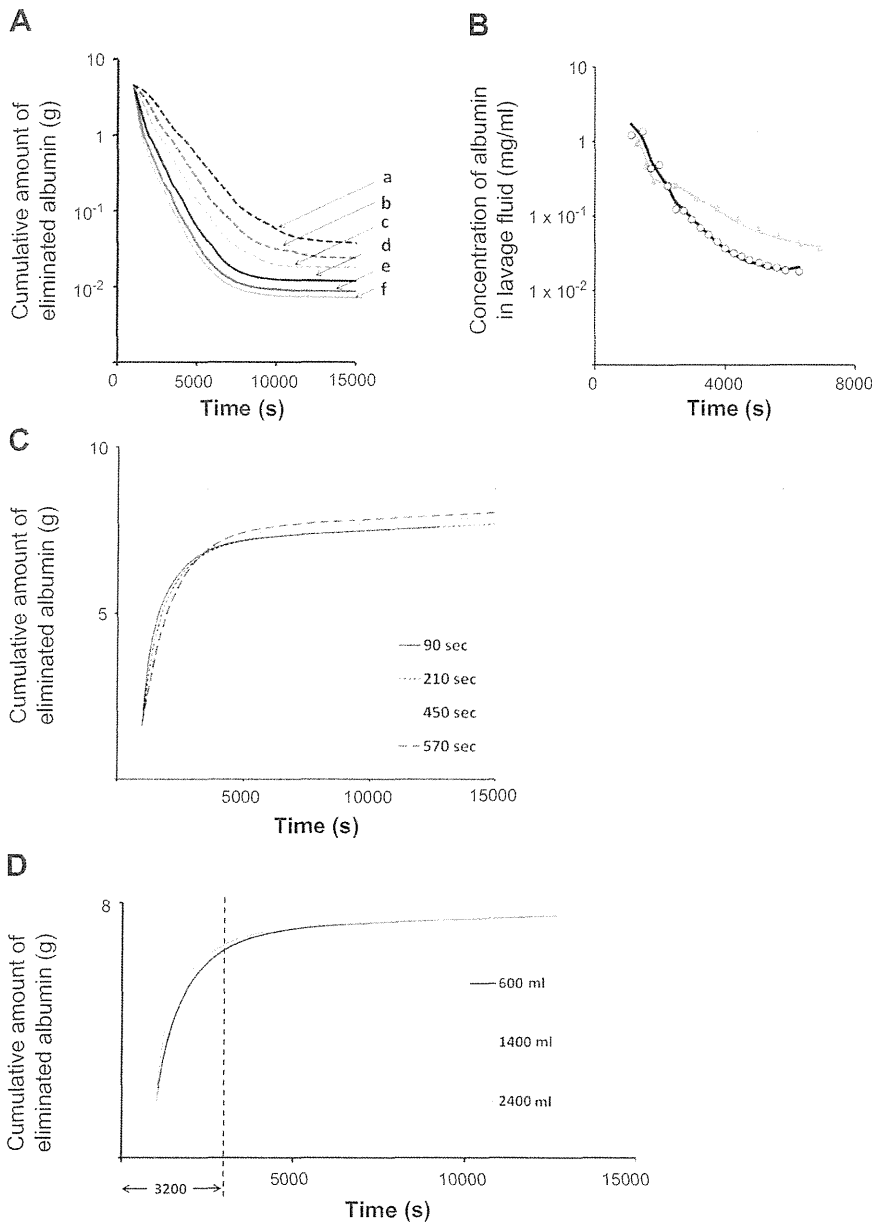 A
Cumulative amount of
eliminated albumin (g)
10
1
10-1
10-2
0
5000
10000
15000
Time (s)
a
b
c
d
e
f
B
Concentration of albumin
in lavage fluid (mg/ml)
10
1
1 x 10-1
1 x 10-2
0
4000
8000
Time (s)
C
Cumulative amount of
eliminated albumin (g)
10
5
5000
10000
15000
90 sec
210 sec
450 sec
570 sec
Time (s)
D
Cumulative amount of
eliminated albumin (g)
8
600 ml
1400 ml
2400 ml
5000
10000
15000
3200
Time (s)